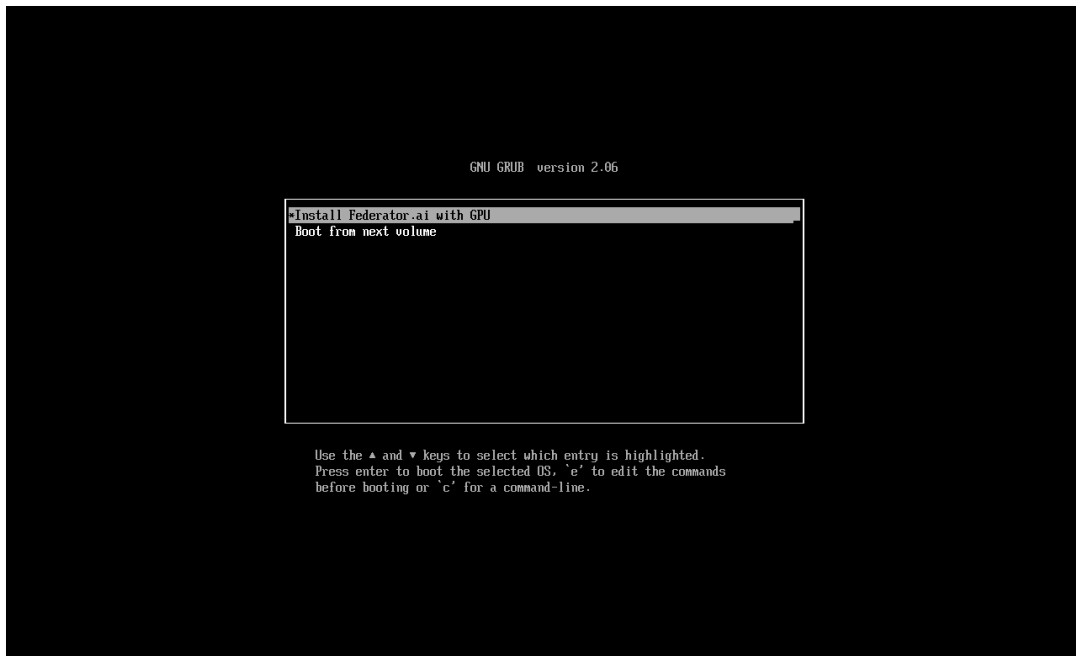 GNU GRUB  version 2.06
*Install Federator.ai with GPU
Boot from next volume
Use the ▲ and ▼ keys to select which entry is highlighted.
Press enter to boot the selected OS, `e' to edit the commands
before booting or `c' for a command-line.